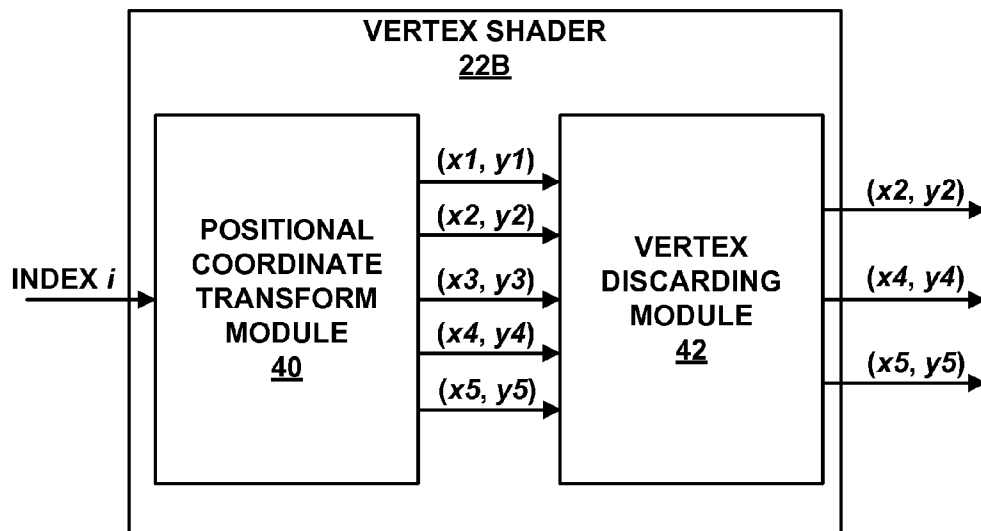 VERTEX SHADER
22B
INDEX i
POSITIONAL
COORDINATE
TRANSFORM
MODULE
40
(x1, y1)
(x2, y2)
(x3, y3)
(x4, y4)
(x5, y5)
VERTEX
DISCARDING
MODULE
42
(x2, y2)
(x4, y4)
(x5, y5)